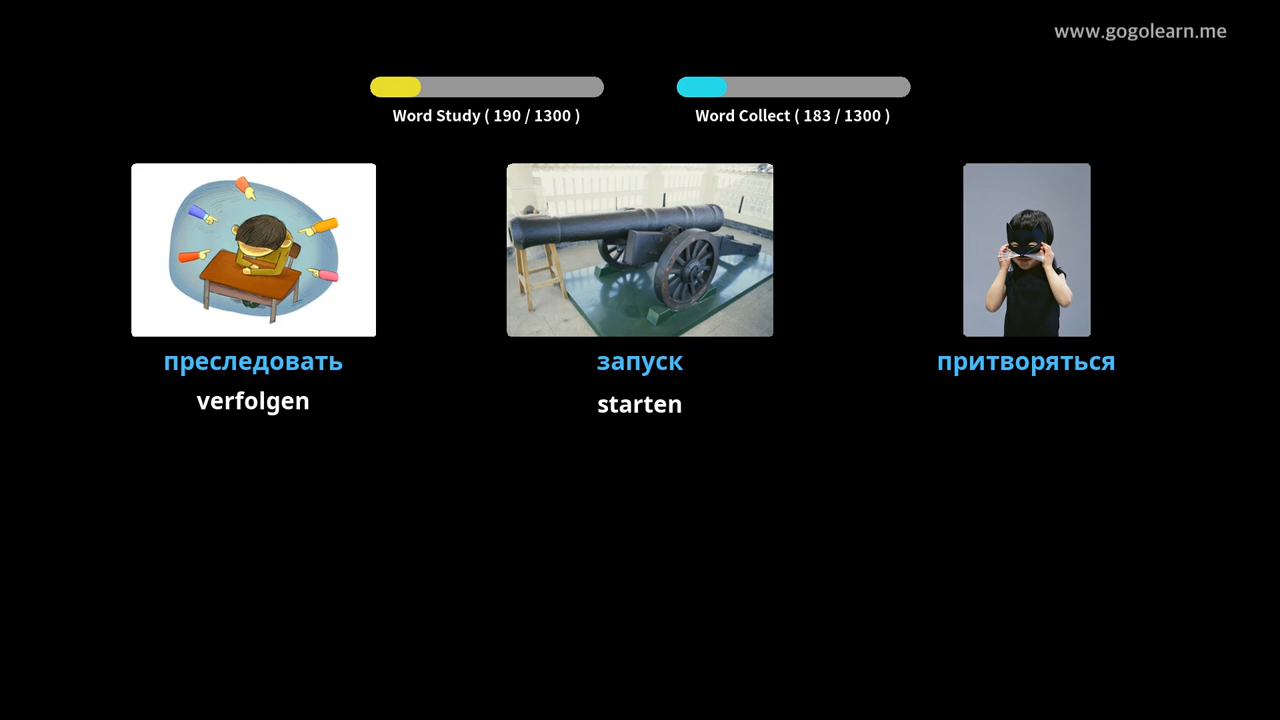 www.gogolearn.me
Word Study ( 190 / 1300 )
Word Collect ( 183 / 1300 )
преследовать
запуск
притворяться
verfolgen
starten